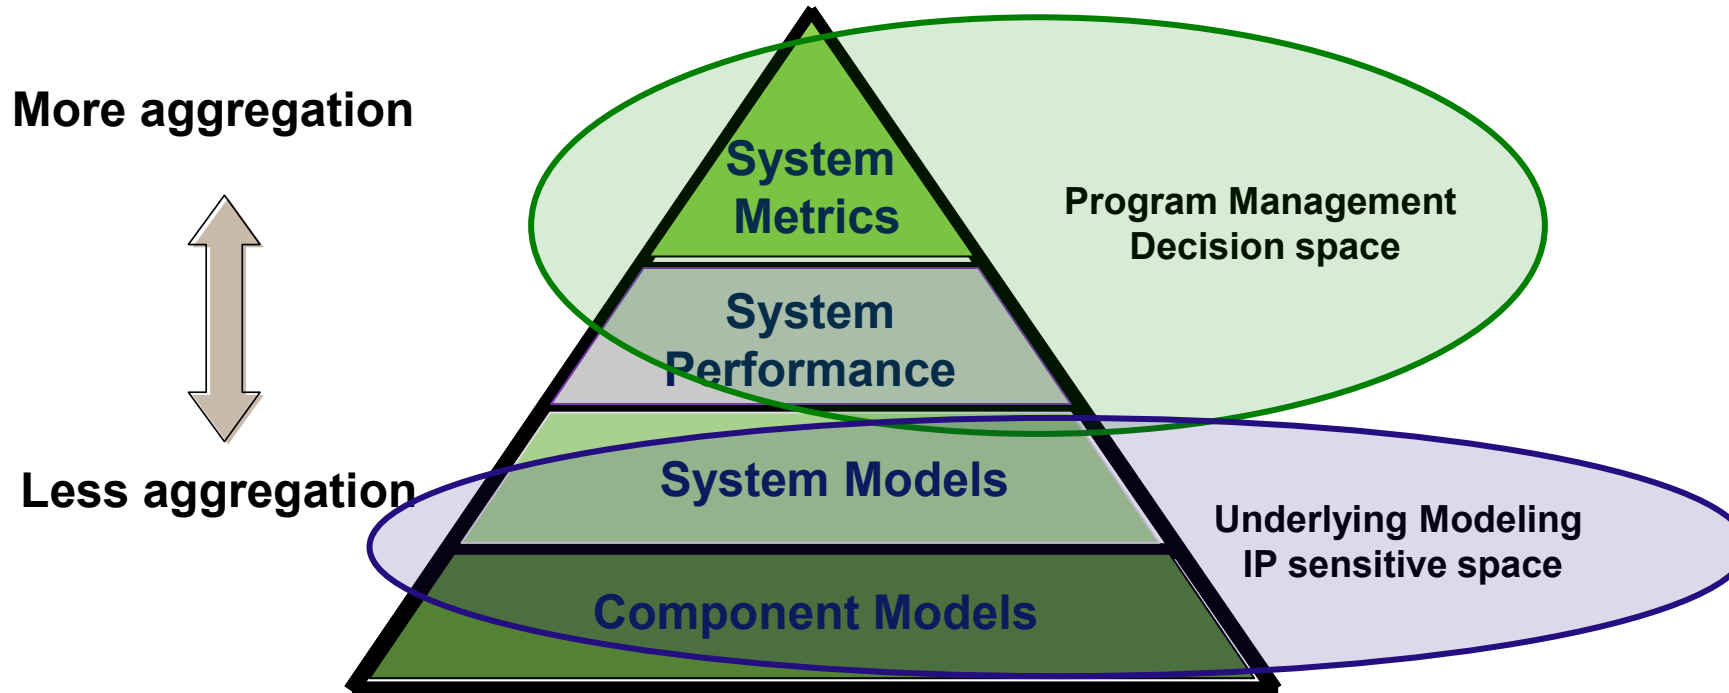 More aggregation
System
Metrics
Program Management
Decision space
System
Performance
Less aggregation
System Models
Underlying Modeling
IP sensitive space
Component Models